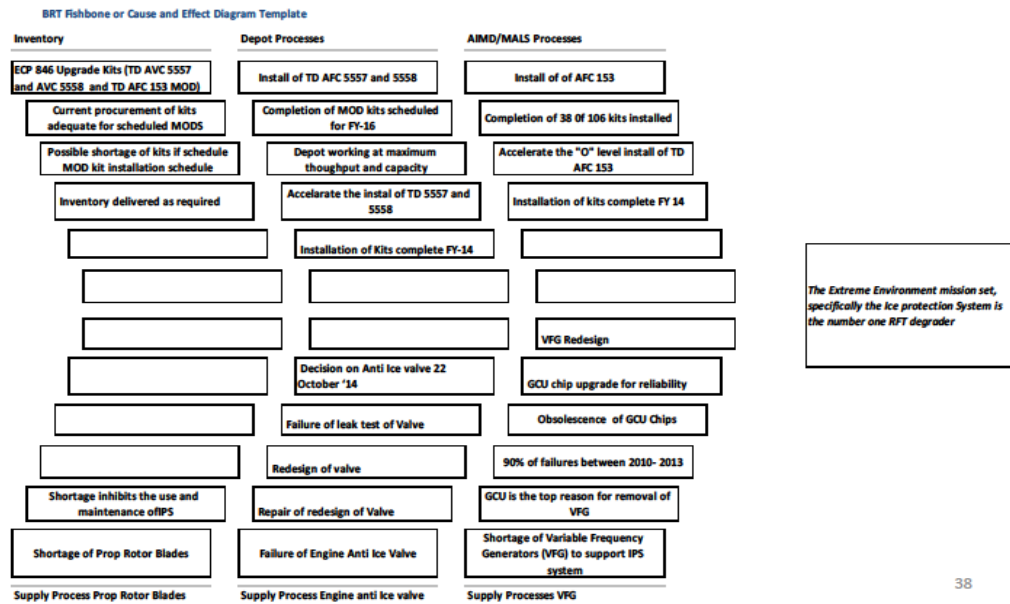 BRT Fishbone or Cause and Effect Diagram Template
Inventory
Depot Processes
AIMD/MALS Processes
ECP 846 Upgrade Kits (TD AVC 5557
and AVC 5558 and TD AFC 153 MOD)
Install of TD AFC 5557 and 5558
Install of of AFC 153
Current procurement of kits
adequate for scheduled MODS
Completion of MOD kits scheduled
for FY-16
Completion of 38 0f 106 kits installed
Possible shortage of kits if schedule
MOD kit installation schedule
Depot working at maximum
thoughput and capacity
Accelerate the "O" level install of TD
AFC 153
Inventory delivered as required
Accelarate the instal of TD 5557 and
5558
Installation of kits complete FY 14
Installation of Kits complete FY-14
The Extreme Environment mission set,
specifically the Ice protection System is
the number one RFT degrader
VFG Redesign
Decision on Anti Ice valve 22
October '14
GCU chip upgrade for reliability
Failure of leak test of Valve
Obsolescence of GCU Chips
Redesign of valve
90% of failures between 2010- 2013
Shortage inhibits the use and
maintenance ofIPS
Repair of redesign of Valve
GCU is the top reason for removal of
VFG
Shortage of Prop Rotor Blades
Failure of Engine Anti Ice Valve
Shortage of Variable Frequency
Generators (VFG) to support IPS
system
Supply Process Prop Rotor Blades
Supply Process Engine anti Ice valve
Supply Processes VFG
38